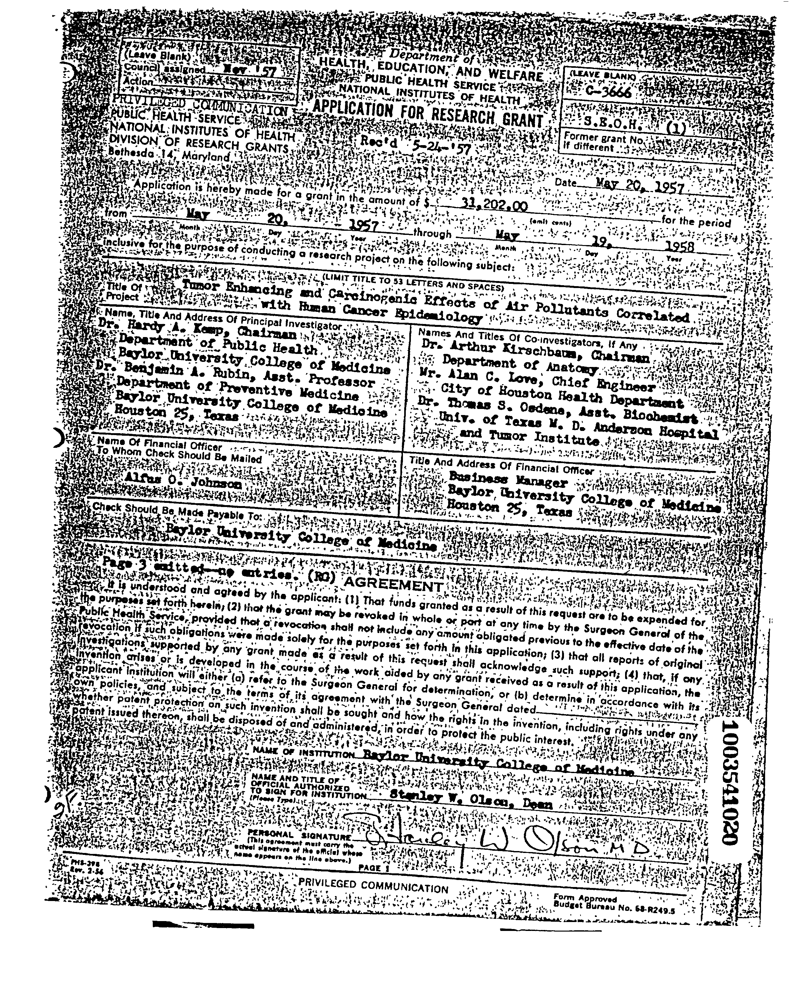 (Leave Blank)
Council assigned Nov '57
Action
PRIVILEGED COMMUNICATION
PUBLIC HEALTH SERVICE
NATIONAL INSTITUTES OF HEALTH
DIVISION OF RESEARCH GRANTS
Bethesda 14, Maryland
Department of
HEALTH, EDUCATION, AND WELFARE
PUBLIC HEALTH SERVICE
NATIONAL INSTITUTES OF HEALTH
APPLICATION FOR RESEARCH GRANT
Rec'd 5-24-'57
(LEAVE BLANK)
C-3666
S.E.O.H. (1)
Former grant No.
If different
Date May 20, 1957
Application is hereby made for a grant in the amount of $ 31,202.00 for the period
(omit cents)
from May 20, 1957 through May 19, 1958
Month Day Year Month Day Year
inclusive for the purpose of conducting a research project on the following subject:
(LIMIT TITLE TO 53 LETTERS AND SPACES)
Title Of Tumor Enhancing and Carcinogenic Effects of Air Pollutants Correlated
Project with Human Cancer Epidemiology
Name, Title And Address Of Principal Investigator
Dr. Hardy A. Kemp, Chairman
Department of Public Health
Baylor University College of Medicine
Dr. Benjamin A. Rubin, Asst. Professor
Department of Preventive Medicine
Baylor University College of Medicine
Houston 25, Texas
Names And Titles Of Co-investigators, If Any
Dr. Arthur Kirschbaum, Chairman
Department of Anatomy
Mr. Alan C. Love, Chief Engineer
City of Houston Health Department
Dr. Thomas S. Osdene, Asst. Biochemist
Univ. of Texas M. D. Anderson Hospital
and Tumor Institute
Name Of Financial Officer
To Whom Check Should Be Mailed
Alfus O. Johnson
Title And Address Of Financial Officer
Business Manager
Baylor University College of Medicine
Houston 25, Texas
Check Should Be Made Payable To:
Baylor University College of Medicine
Page 3 omitted—no entries. (RG) AGREEMENT
It is understood and agreed by the applicant: (1) That funds granted as a result of this request are to be expended for
the purposes set forth herein; (2) that the grant may be revoked in whole or part at any time by the Surgeon General of the
Public Health Service, provided that a revocation shall not include any amount obligated previous to the effective date of the
revocation if such obligations were made solely for the purposes set forth in this application; (3) that all reports of original
investigations supported by any grant made as a result of this request shall acknowledge such support; (4) that, if any
invention arises or is developed in the course of the work aided by any grant received as a result of this application, the
applicant institution will either (a) refer to the Surgeon General for determination, or (b) determine in accordance with its
own policies, and subject to the terms of its agreement with the Surgeon General dated
whether patent protection on such invention shall be sought and how the rights in the invention, including rights under any
patent issued thereon, shall be disposed of and administered, in order to protect the public interest.
NAME OF INSTITUTION Baylor University College of Medicine
NAME AND TITLE OF
OFFICIAL AUTHORIZED
TO SIGN FOR INSTITUTION Stanley W. Olson, Dean
(Please Type)
PERSONAL SIGNATURE Stanley W Olson M D
(This agreement must carry the
actual signature of the official whose
name appears on the line above.)
PHS-398
Rev. 2-56
PAGE 1
PRIVILEGED COMMUNICATION
Form Approved
Budget Bureau No. 68-R249.5
1003541020